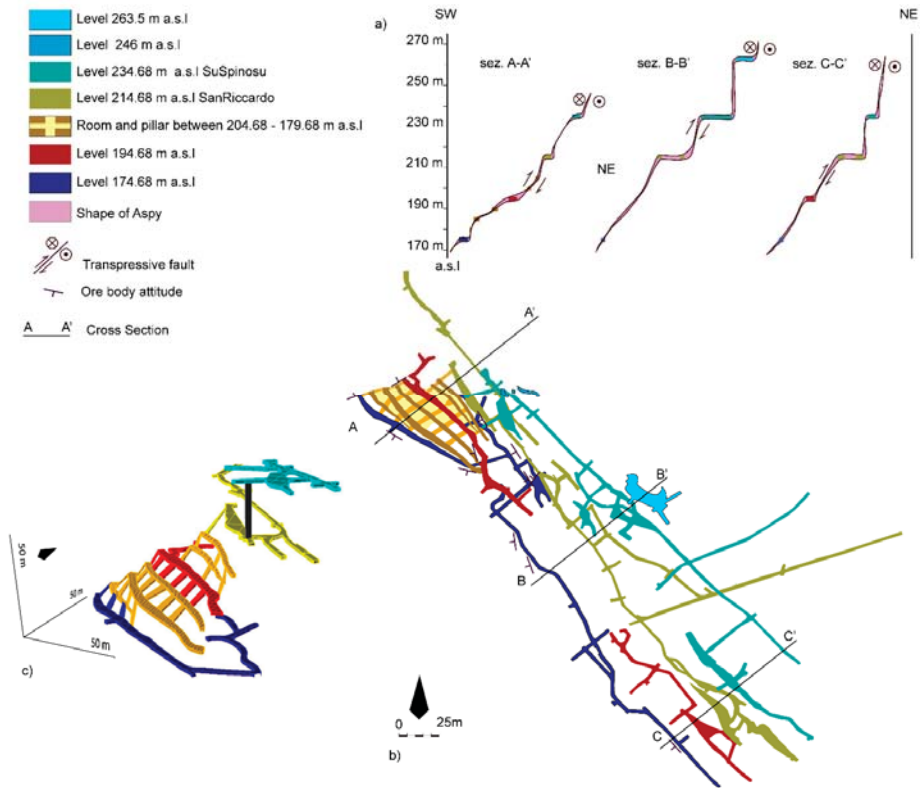 Level 263.5 m a.s.l
Level 246 m a.s.l
Level 234.68 m a.s.l SuSpinosu
Level 214.68 m a.s.l SanRiccardo
Room and pillar between 204.68 - 179.68 m a.s.l
Level 194.68 m a.s.l
Level 174.68 m a.s.l
Shape of Aspy
Transpressive fault
Ore body attitude
A A' Cross Section
a)
SW
NE
270 m.
250 m.
230 m.
210 m.
190 m.
170 m.
a.s.l
sez. A-A'
sez. B-B'
sez. C-C'
NE
A'
A
B'
B
C'
C
0 25m
b)
50 m
50 m
50 m
c)